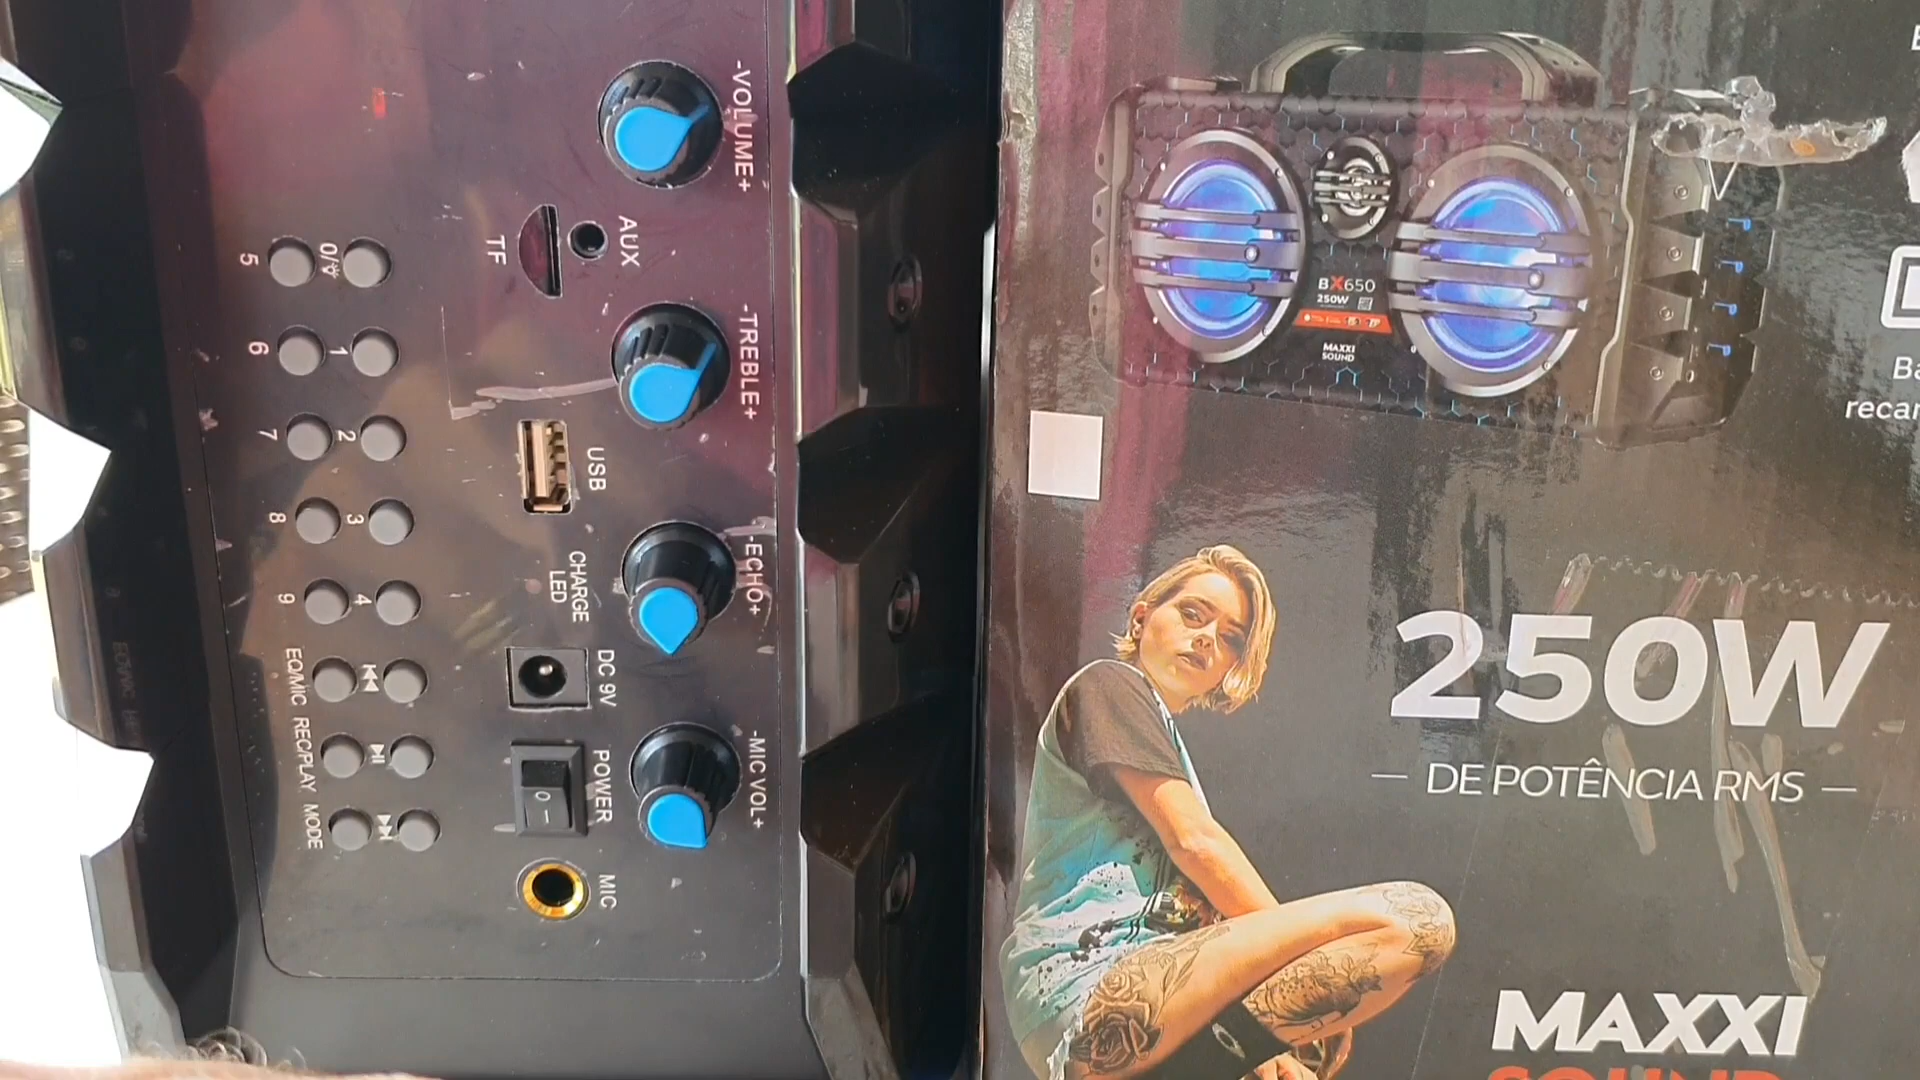 -VOLUME+
AUX
TF
-TREBLE+
USB
-ECHO+
CHARGE
LED
DC 9V
-MIC VOL+
POWER
O I
MIC
0/
5
1
6
2
7
3
8
4
9
EQ/MIC
REC/PLAY
MODE
BX650
250W
MAXXI
SOUND
Ba
recar
250W
DE POTÊNCIA RMS
MAXXI
SOUND